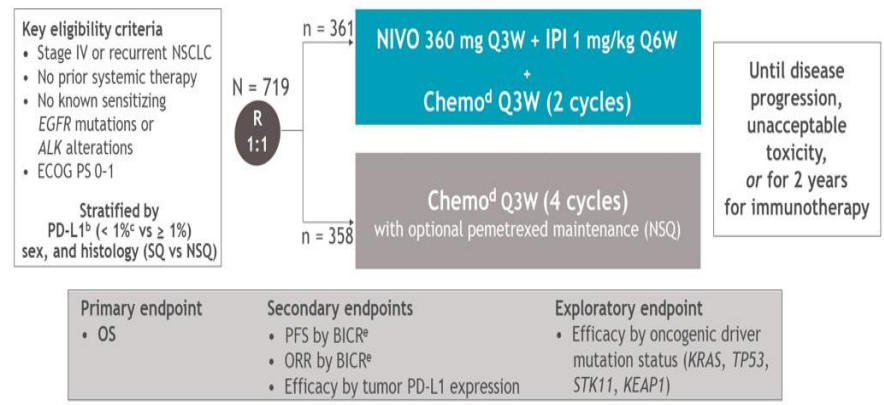 Key eligibility criteria
• Stage IV or recurrent NSCLC
• No prior systemic therapy
• No known sensitizing
EGFR mutations or
ALK alterations
• ECOG PS 0-1
Stratified by
PD-L1ᵇ (< 1%ᶜ vs ≥ 1%)
sex, and histology (SQ vs NSQ)
N = 719
R
1:1
n = 361
n = 358
NIVO 360 mg Q3W + IPI 1 mg/kg Q6W
+
Chemoᵈ Q3W (2 cycles)
Chemoᵈ Q3W (4 cycles)
with optional pemetrexed maintenance (NSQ)
Until disease
progression,
unacceptable
toxicity,
or for 2 years
for immunotherapy
Primary endpoint
• OS
Secondary endpoints
• PFS by BICRᵉ
• ORR by BICRᵉ
• Efficacy by tumor PD-L1 expression
Exploratory endpoint
• Efficacy by oncogenic driver
mutation status (KRAS, TP53,
STK11, KEAP1)